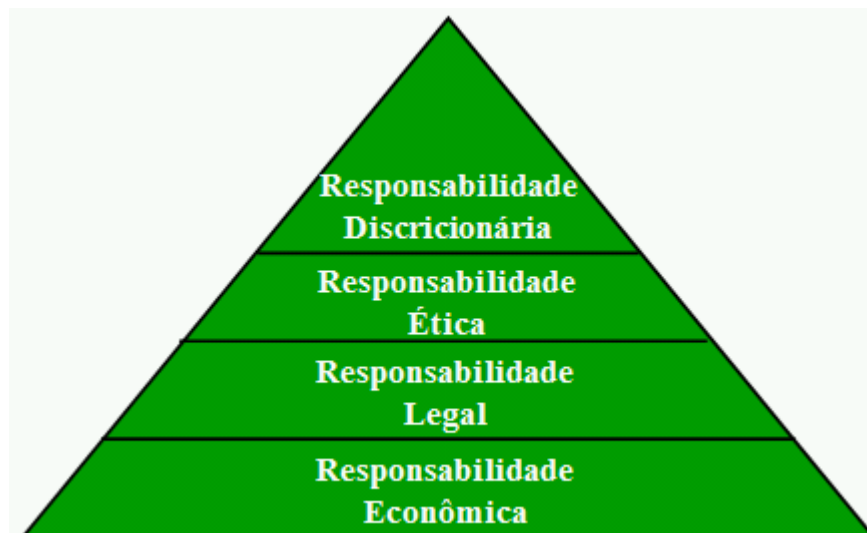 Responsabilidade
Discricionária
Responsabilidade
Ética
Responsabilidade
Legal
Responsabilidade
Econômica